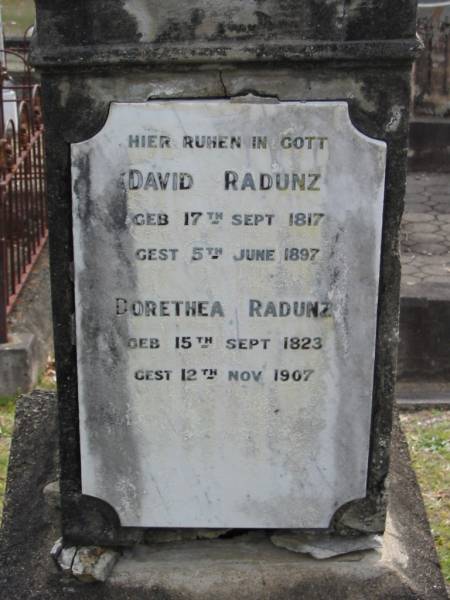 HIER RUHEN IN GOTT
DAVID RADUNZ
GEB 17TH SEPT 1817
GEST 5TH JUNE 1897
DORETHEA RADUNZ
GEB 15TH SEPT 1823
GEST 12TH NOV 1907